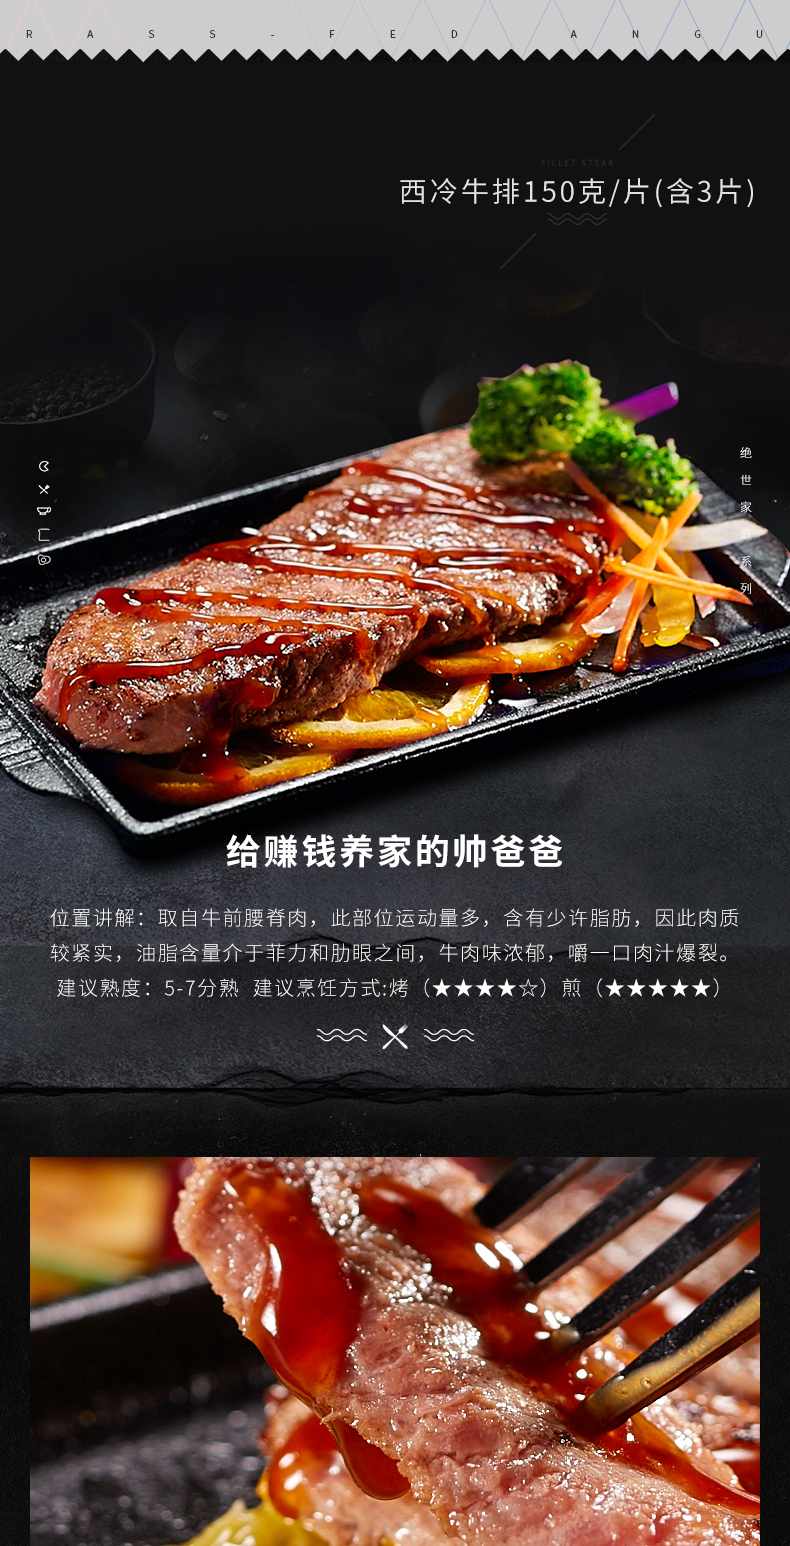 RASS-FED ANGU
FILLET STEAK
西冷牛排150克/片(含3片)
绝世家庭系列
给赚钱养家的帅爸爸
位置讲解：取自牛前腰脊肉，此部位运动量多，含有少许脂肪，因此肉质
较紧实，油脂含量介于菲力和肋眼之间，牛肉味浓郁，嚼一口肉汁爆裂。
建议熟度：5-7分熟 建议烹饪方式:烤（★★★★☆）煎（★★★★★）